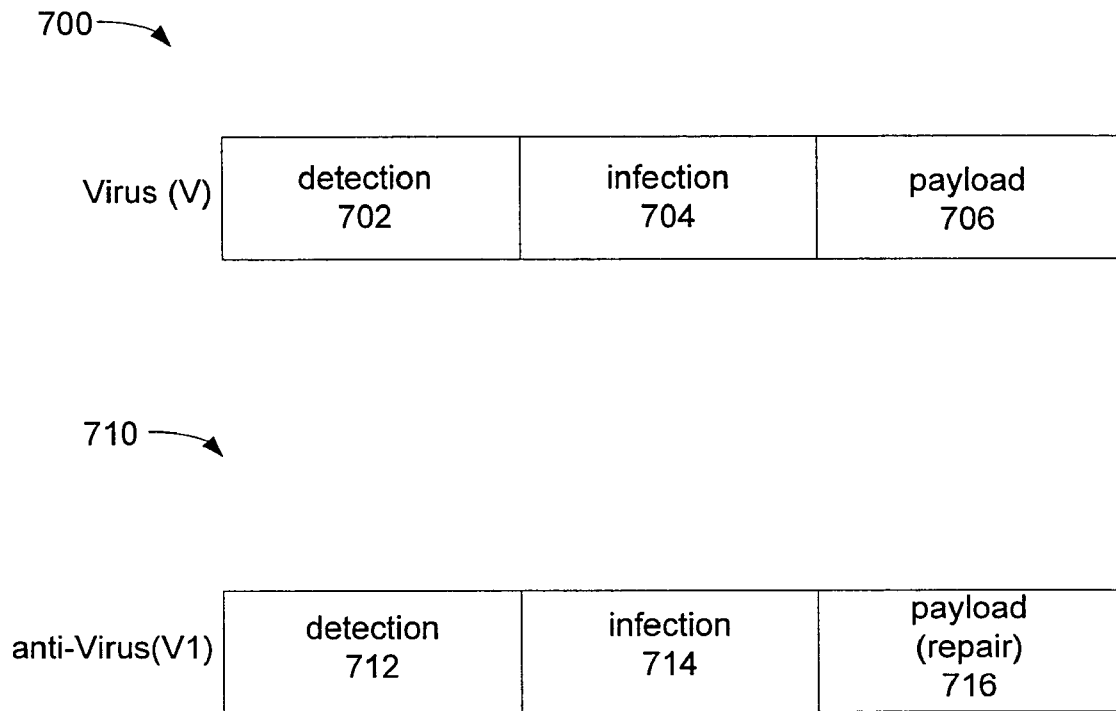 700
Virus (V)
detection
702
infection
704
payload
706
710
anti-Virus(V1)
detection
712
infection
714
payload
(repair)
716